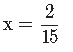 x = 2/15